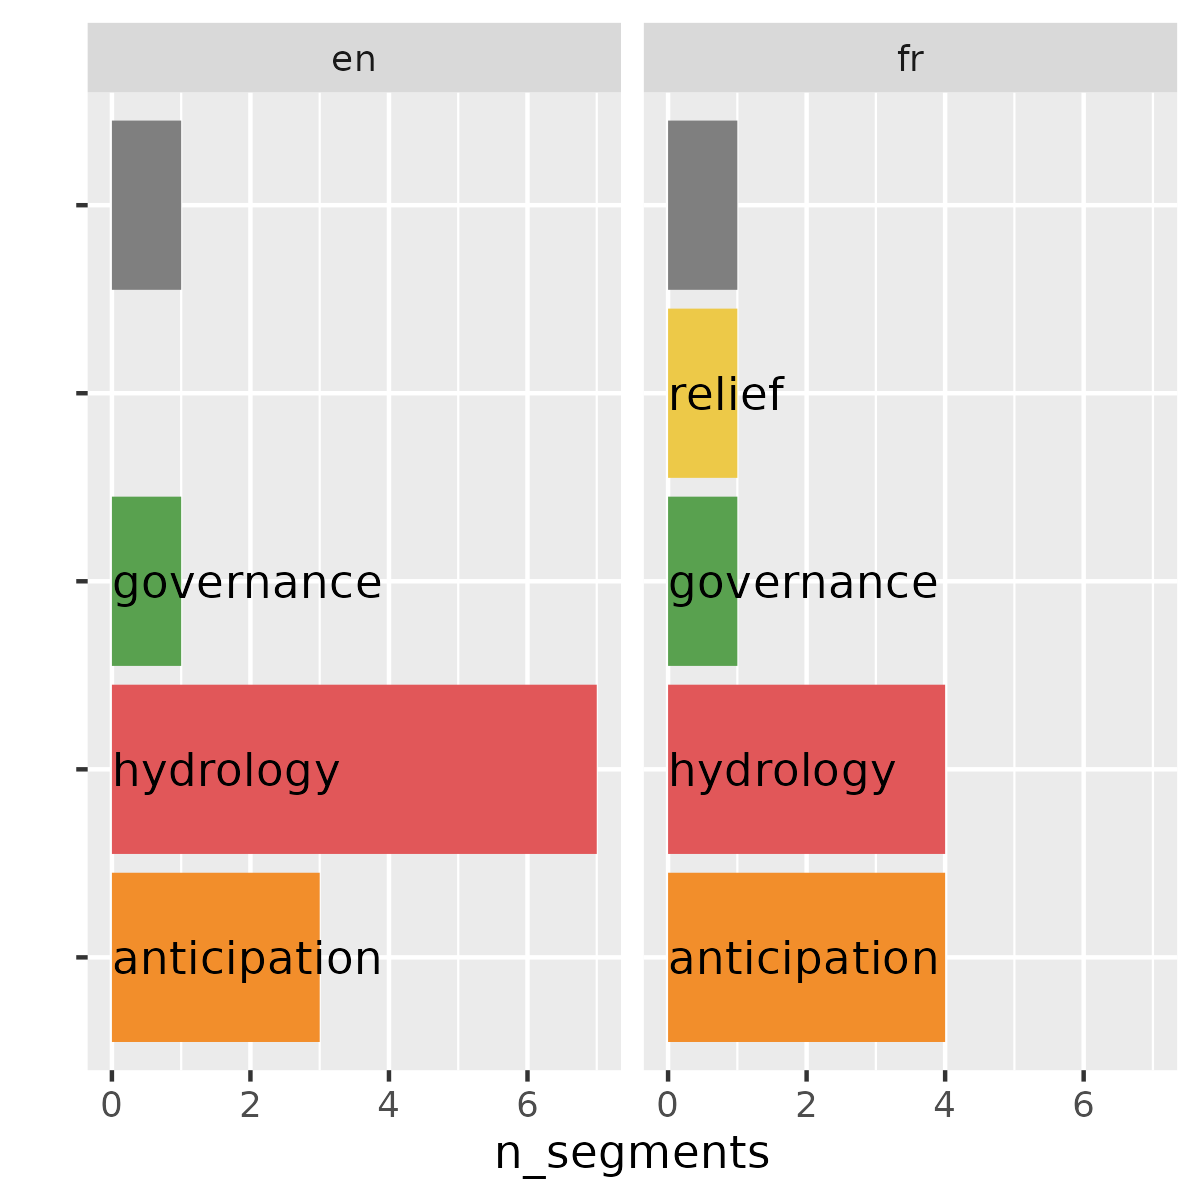 en
fr
relief
governance
governance
hydrology
hydrology
anticipation
anticipation
0 2 4 6
0 2 4 6
n_segments